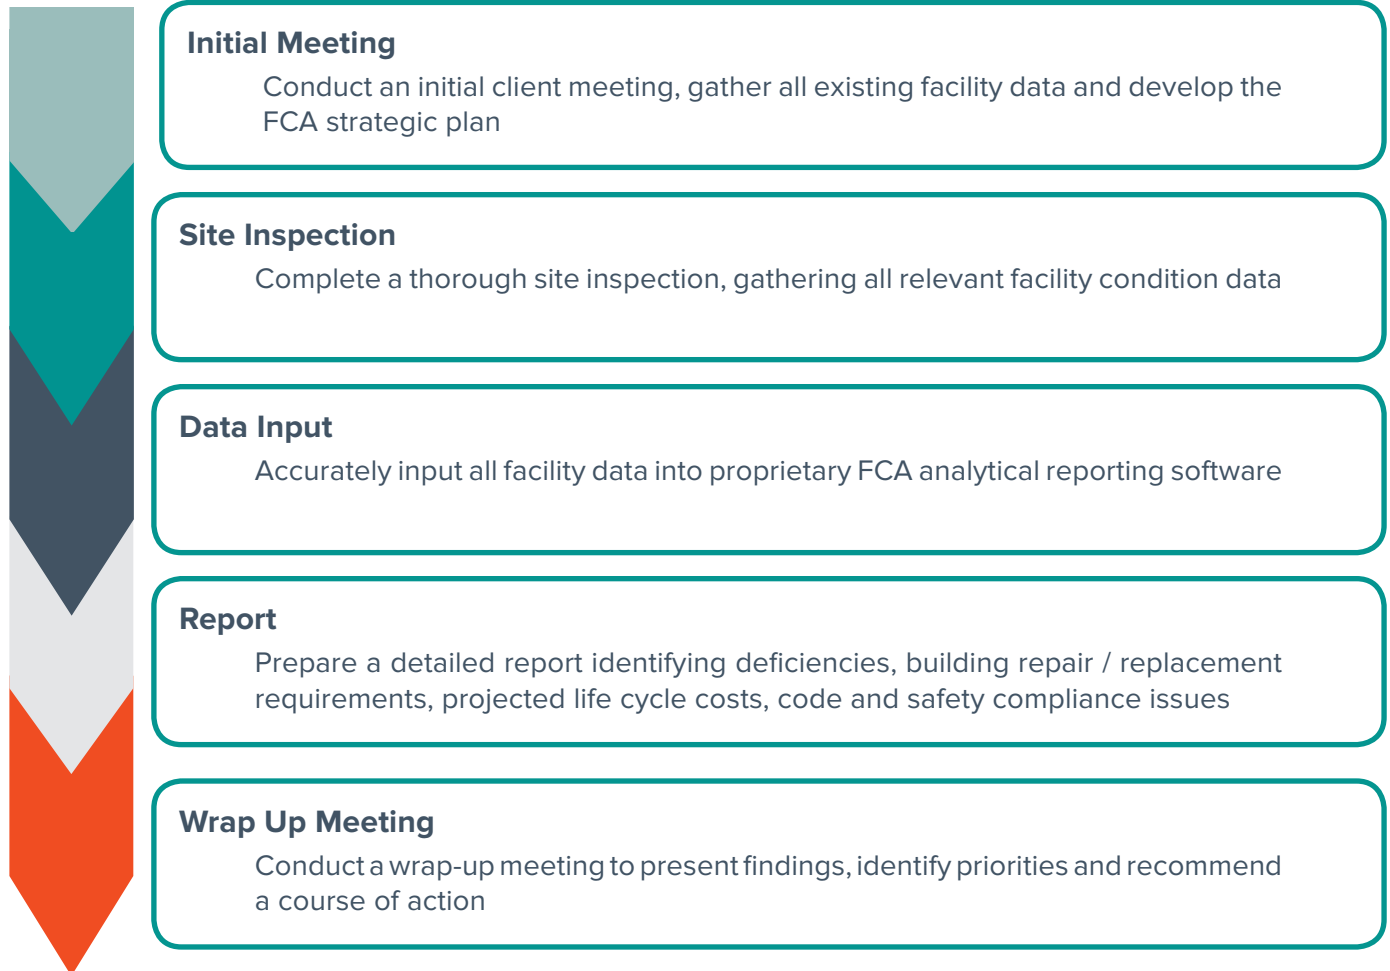 Initial Meeting
Conduct an initial client meeting, gather all existing facility data and develop the
FCA strategic plan
Site Inspection
Complete a thorough site inspection, gathering all relevant facility condition data
Data Input
Accurately input all facility data into proprietary FCA analytical reporting software
Report
Prepare a detailed report identifying deficiencies, building repair / replacement
requirements, projected life cycle costs, code and safety compliance issues
Wrap Up Meeting
Conduct a wrap-up meeting to present findings, identify priorities and recommend
a course of action